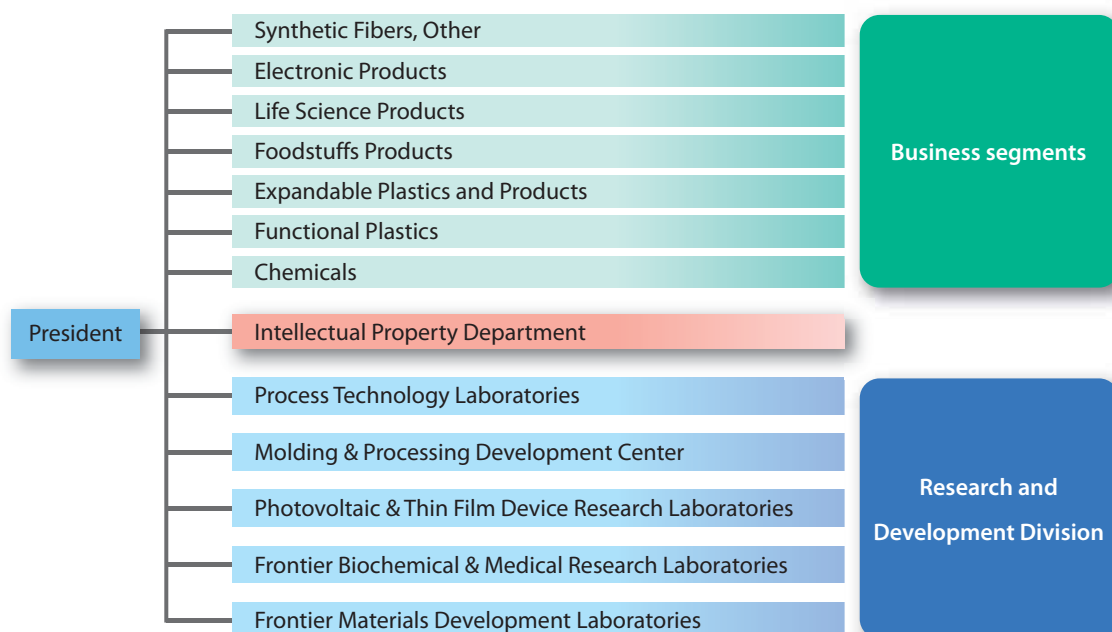 Synthetic Fibers, Other
Electronic Products
Life Science Products
Foodstuffs Products
Expandable Plastics and Products
Functional Plastics
Chemicals
Business segments
President
Intellectual Property Department
Process Technology Laboratories
Molding & Processing Development Center
Photovoltaic & Thin Film Device Research Laboratories
Frontier Biochemical & Medical Research Laboratories
Frontier Materials Development Laboratories
Research and
Development Division